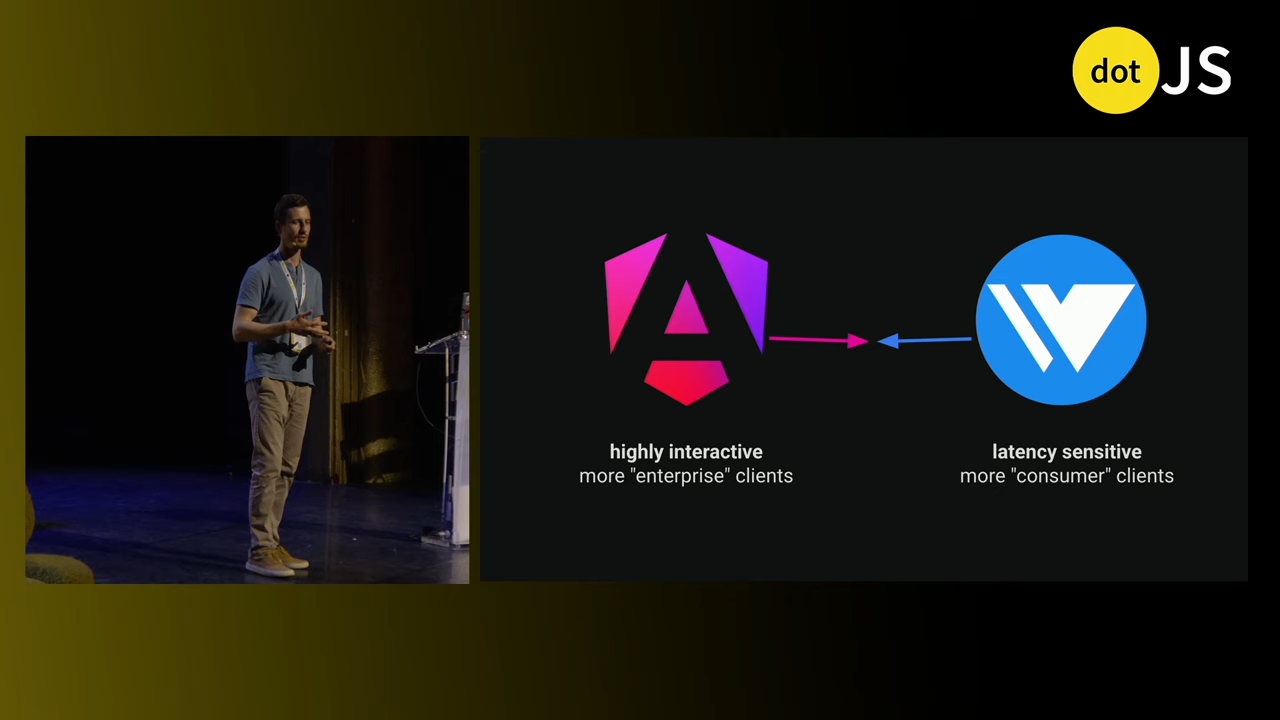 dot JS
highly interactive
more "enterprise" clients
latency sensitive
more "consumer" clients